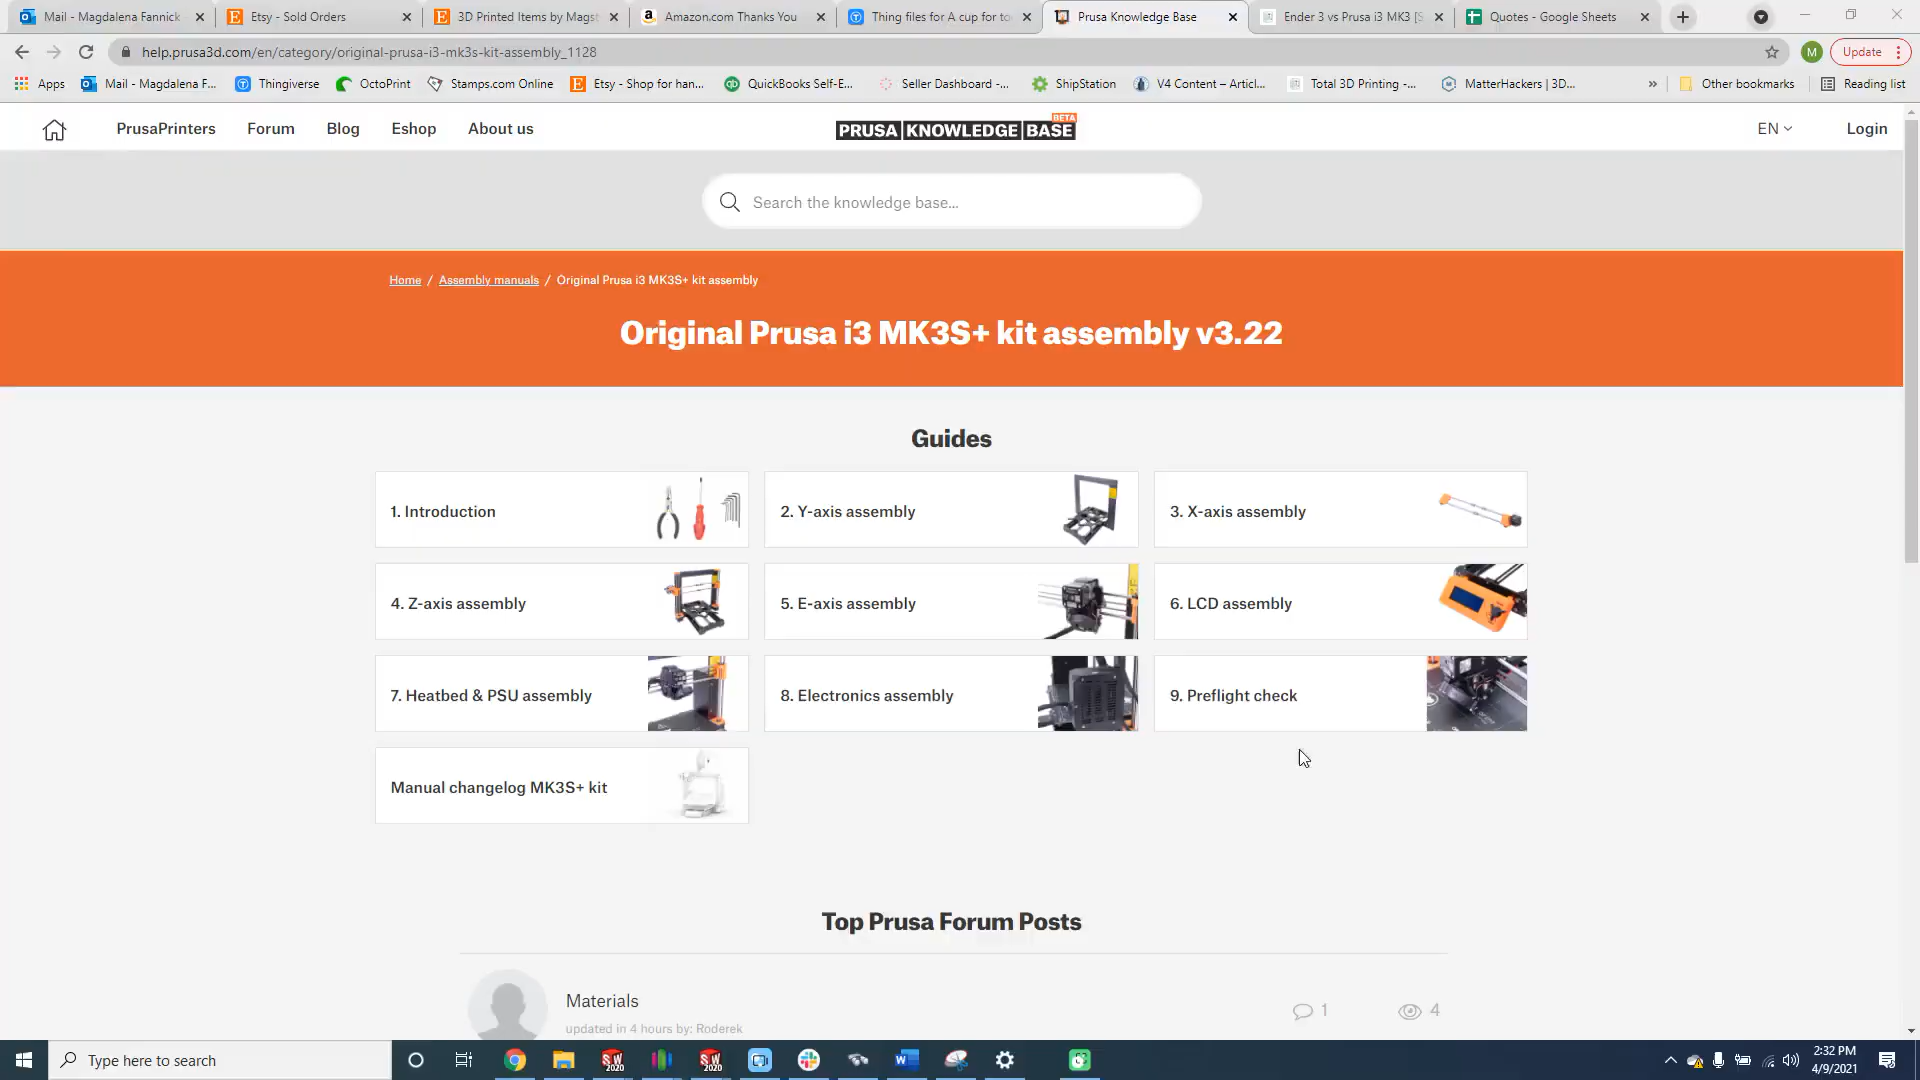 Mail - Magdalena Fannick
Etsy - Sold Orders
3D Printed Items by Magst
Amazon.com Thank You
Thing files for A cup for to
Prusa Knowledge Base
Ender 3 vs Prusa i3 MK3 [S
Quotes - Google Sheets
help.prusa3d.com/en/category/original-prusa-i3-mk3s-kit-assembly_1128
M
Update
Apps
Mail - Magdalena F...
Thingiverse
OctoPrint
Stamps.com Online
Etsy - Shop for han...
QuickBooks Self-E...
Seller Dashboard -...
ShipStation
V4 Content – Articl...
Total 3D Printing -...
MatterHackers | 3D...
»
Other bookmarks
Reading list
PrusaPrinters
Forum
Blog
Eshop
About us
BETA
PRUSA KNOWLEDGE BASE
EN
Login
Search the knowledge base...
Home / Assembly manuals / Original Prusa i3 MK3S+ kit assembly
Original Prusa i3 MK3S+ kit assembly v3.22
Guides
1. Introduction
2. Y-axis assembly
3. X-axis assembly
4. Z-axis assembly
5. E-axis assembly
6. LCD assembly
7. Heatbed & PSU assembly
8. Electronics assembly
9. Preflight check
Manual changelog MK3S+ kit
Top Prusa Forum Posts
Materials
1
4
updated in 4 hours by: Roderek
Type here to search
SW
2020
SW
2020
2:32 PM
4/9/2021